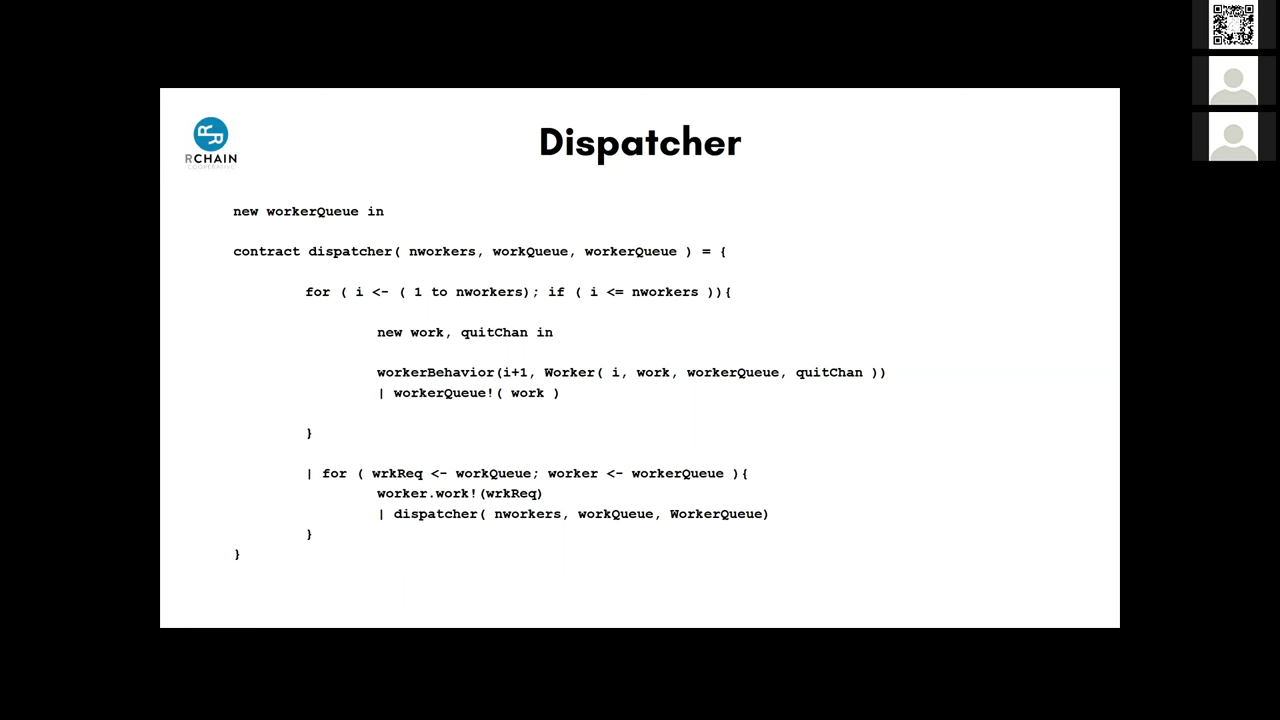 RCHAIN
COOPERATIVE
Dispatcher
new workerQueue in
contract dispatcher( nworkers, workQueue, workerQueue ) = {
for ( i <- ( 1 to nworkers); if ( i <= nworkers )){
new work, quitChan in
workerBehavior(i+1, Worker( i, work, workerQueue, quitChan ))
| workerQueue!( work )
}
| for ( wrkReq <- workQueue; worker <- workerQueue ){
worker.work!(wrkReq)
| dispatcher( nworkers, workQueue, WorkerQueue)
}
}